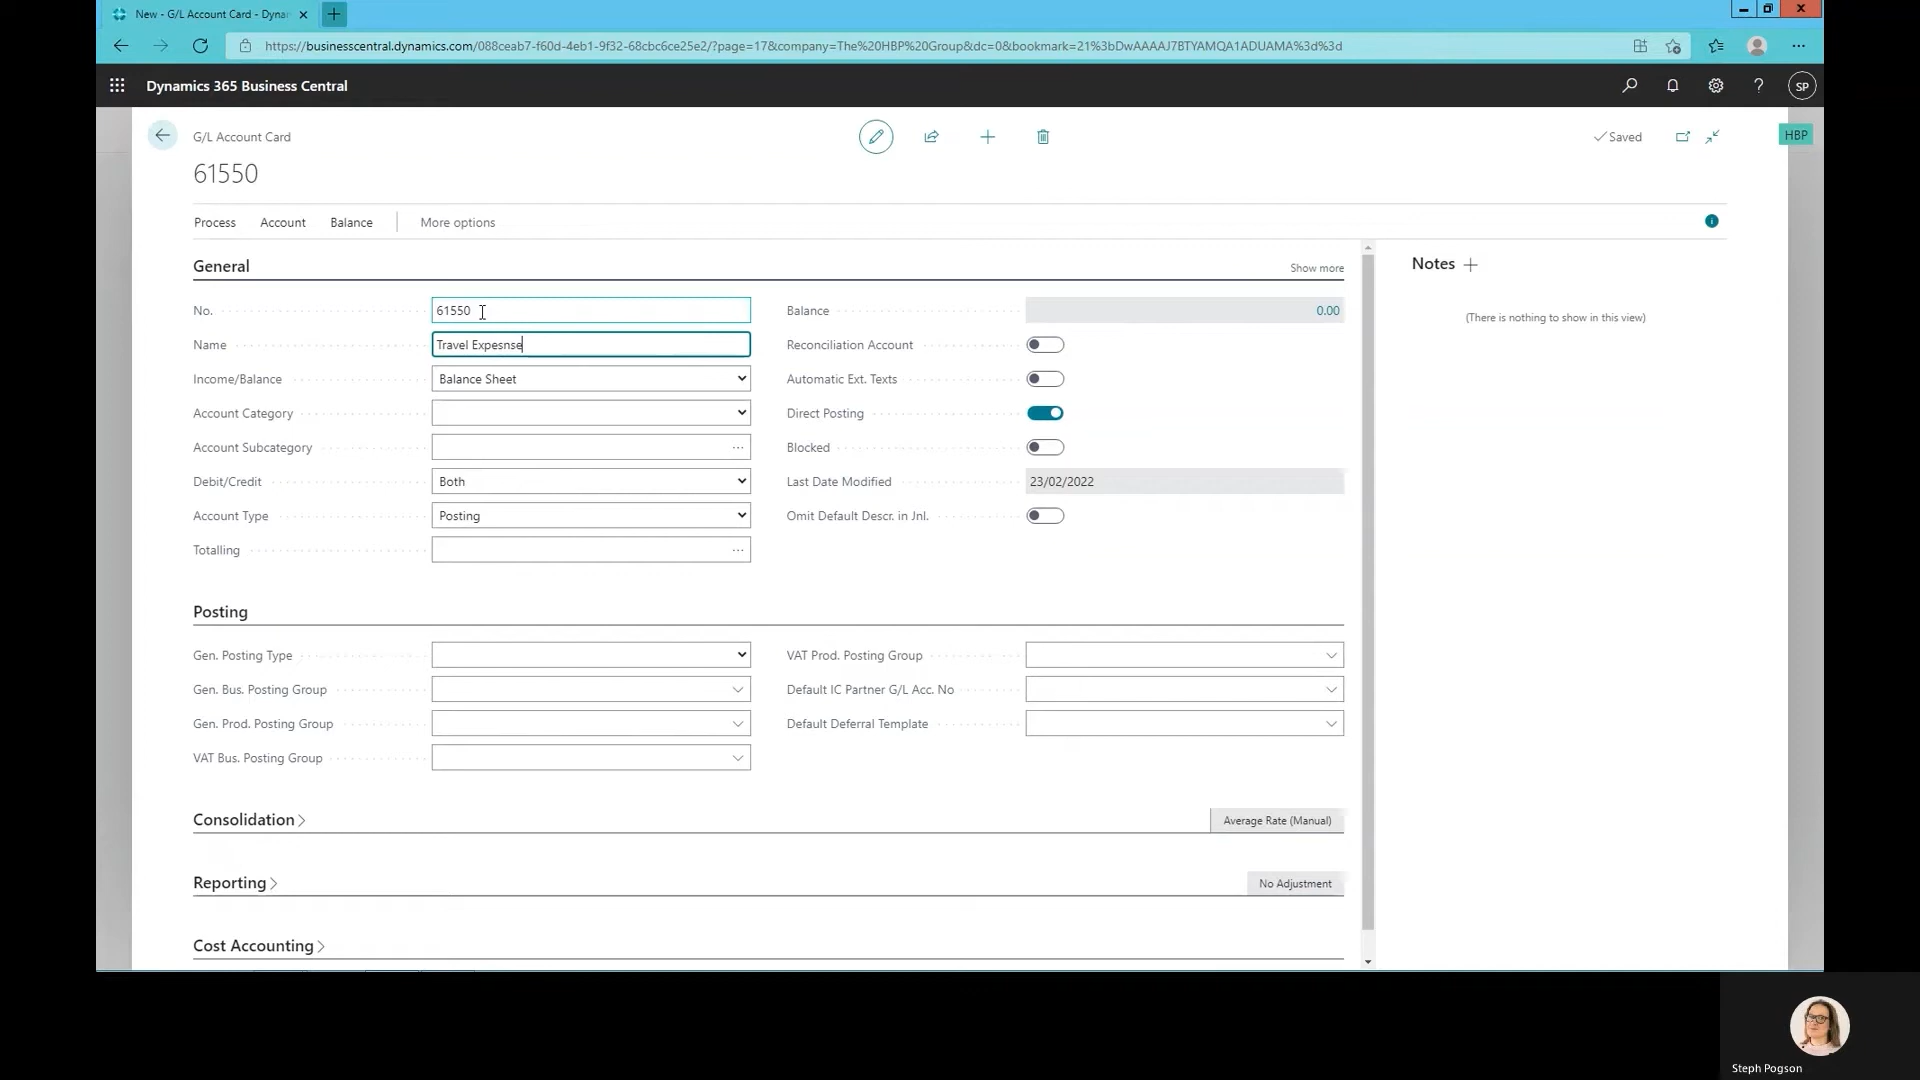 New - G/L Account Card - Dynar
https://businesscentral.dynamics.com/088ceab7-f60d-4eb1-9f32-68cbc6ce25e2/?page=17&company=The%20HBP%20Group&dc=0&bookmark=21%3bDwAAAAJ7BTYAMQA1ADUAMA%3d%3d
Dynamics 365 Business Central
SP
G/L Account Card
Saved
HBP
61550
Process Account Balance More options
General
Show more
Notes
No. 61550
Balance 0.00
(There is nothing to show in this view)
Name Travel Expesnse
Reconciliation Account
Income/Balance Balance Sheet
Automatic Ext. Texts
Account Category
Direct Posting
Account Subcategory
Blocked
Debit/Credit Both
Last Date Modified 23/02/2022
Account Type Posting
Omit Default Descr. in Jnl.
Totalling
Posting
Gen. Posting Type
VAT Prod. Posting Group
Gen. Bus. Posting Group
Default IC Partner G/L Acc. No
Gen. Prod. Posting Group
Default Deferral Template
VAT Bus. Posting Group
Consolidation
Average Rate (Manual)
Reporting
No Adjustment
Cost Accounting
Steph Pogson